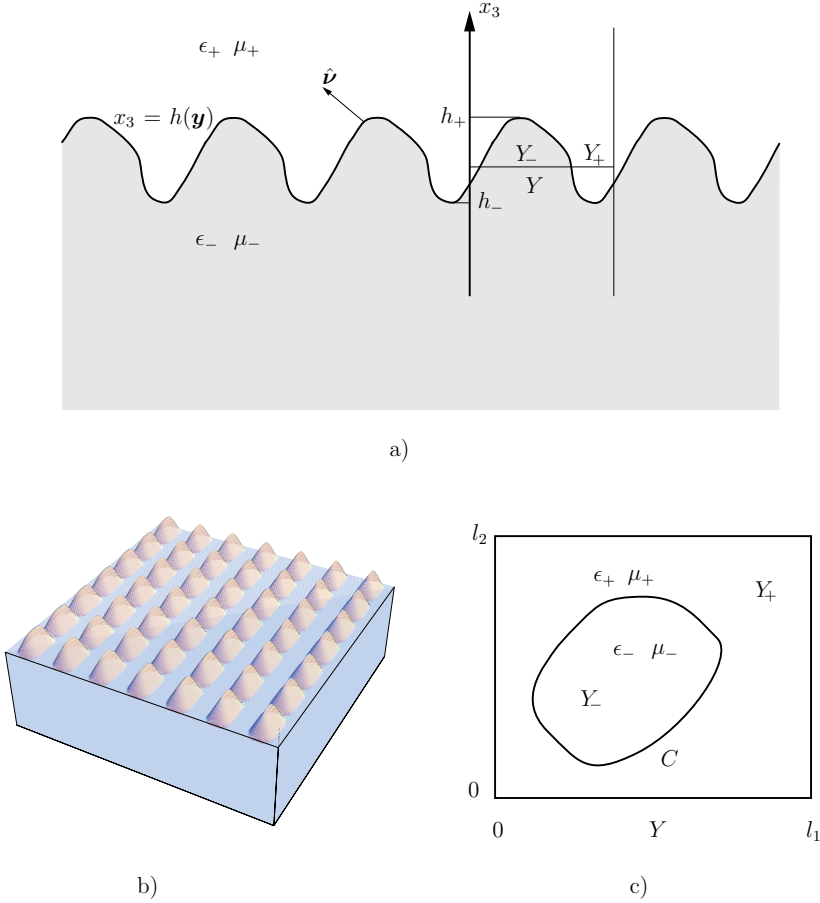 x₃
ϵ₊ μ₊
ν̂
x₃ = h(y)
h₊
Y₋ Y₊
Y
h₋
ϵ₋ μ₋
a)
l₂
ϵ₊ μ₊
Y₊
ϵ₋ μ₋
Y₋
C
0
0 Y l₁
b) c)